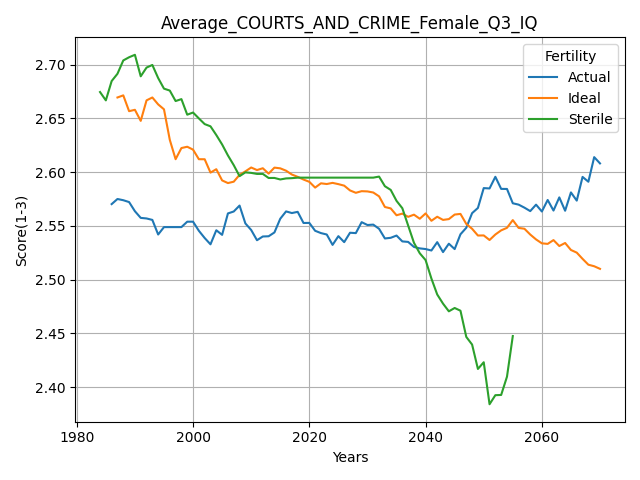 Average_COURTS_AND_CRIME_Female_Q3_IQ
Fertility
Actual
Ideal
Sterile
Score(1-3)
2.70
2.65
2.60
2.55
2.50
2.45
2.40
1980
2000
2020
2040
2060
Years